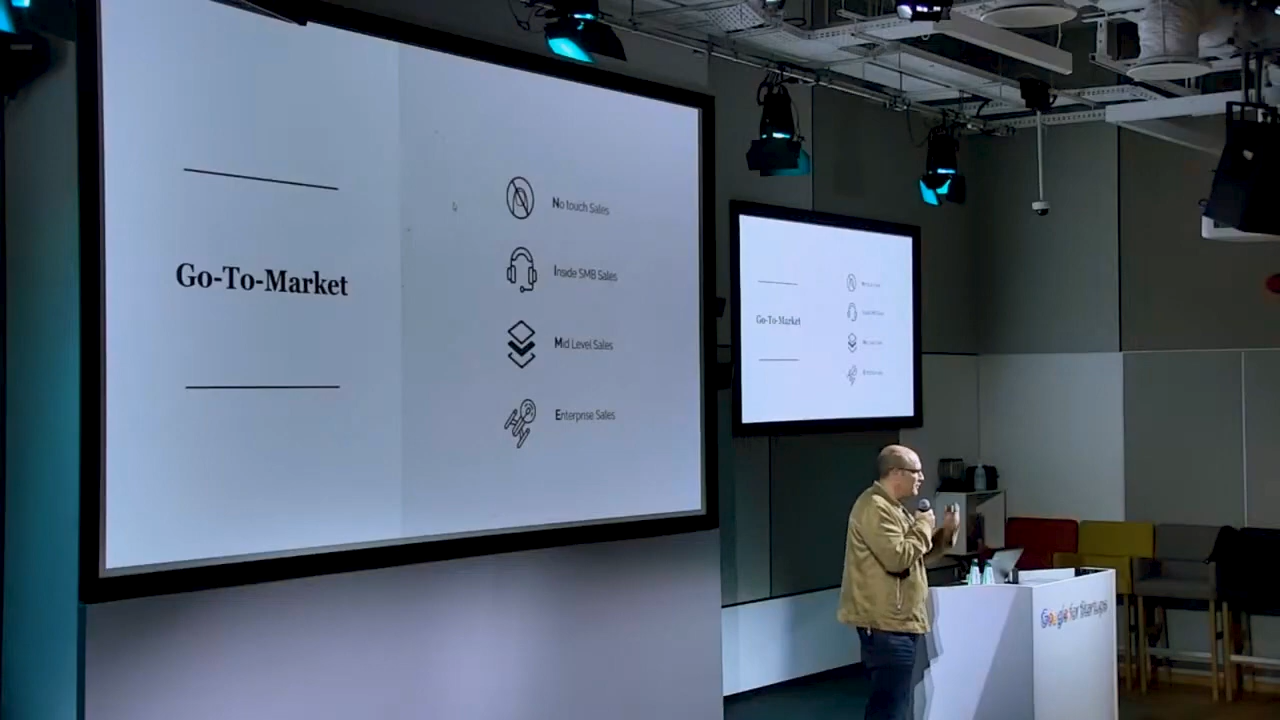 Go-To-Market
No touch Sales
Inside SMB Sales
Mid Level Sales
Enterprise Sales
Go-To-Market
Google for Startups